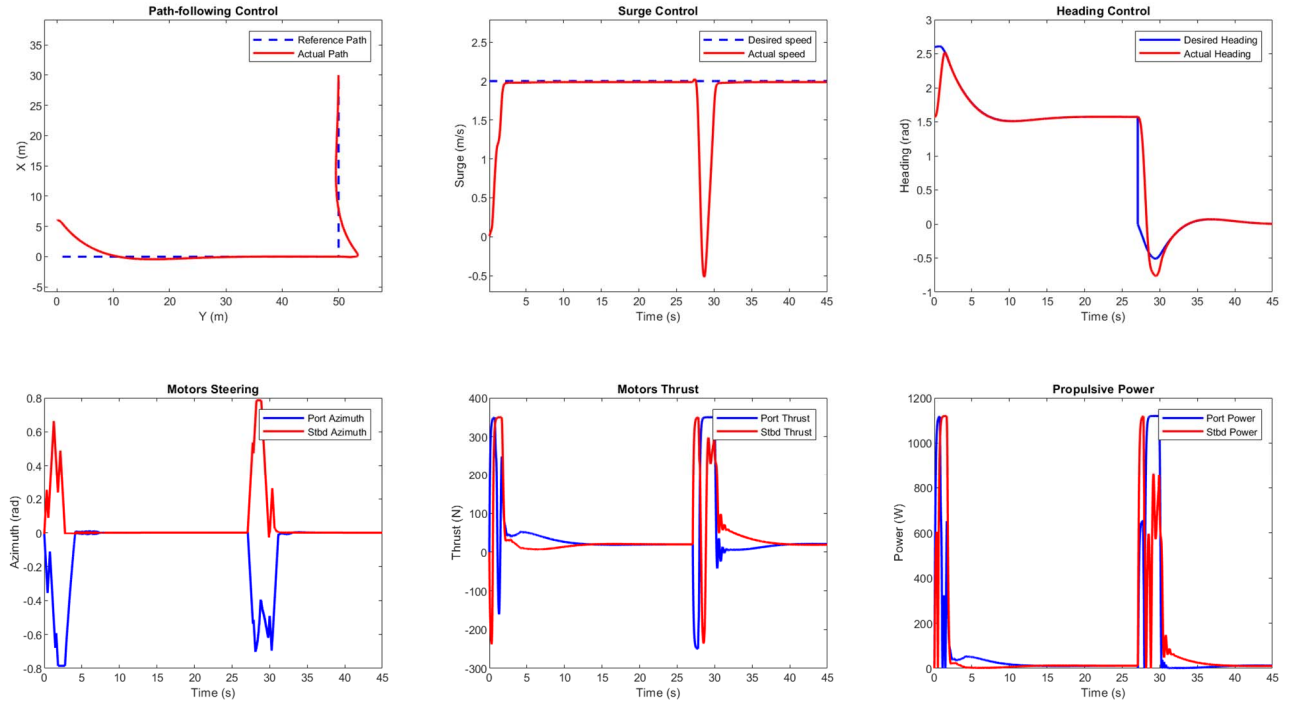 Path-following Control
Reference Path
Actual Path
X (m)
35
30
25
20
15
10
5
0
-5
0 10 20 30 40 50
Y (m)
Surge Control
Desired speed
Actual speed
Surge (m/s)
2.5
2
1.5
1
0.5
0
-0.5
0 5 10 15 20 25 30 35 40 45
Time (s)
Heading Control
Desired Heading
Actual Heading
Heading (rad)
3
2.5
2
1.5
1
0.5
0
-0.5
-1
0 5 10 15 20 25 30 35 40 45
Time (s)
Motors Steering
Port Azimuth
Stbd Azimuth
Azimuth (rad)
0.8
0.6
0.4
0.2
0
-0.2
-0.4
-0.6
-0.8
0 5 10 15 20 25 30 35 40 45
Time (s)
Motors Thrust
Port Thrust
Stbd Thrust
Thrust (N)
400
300
200
100
0
-100
-200
-300
0 5 10 15 20 25 30 35 40 45
Time (s)
Propulsive Power
Port Power
Stbd Power
Power (W)
1200
1000
800
600
400
200
0
0 5 10 15 20 25 30 35 40 45
Time (s)